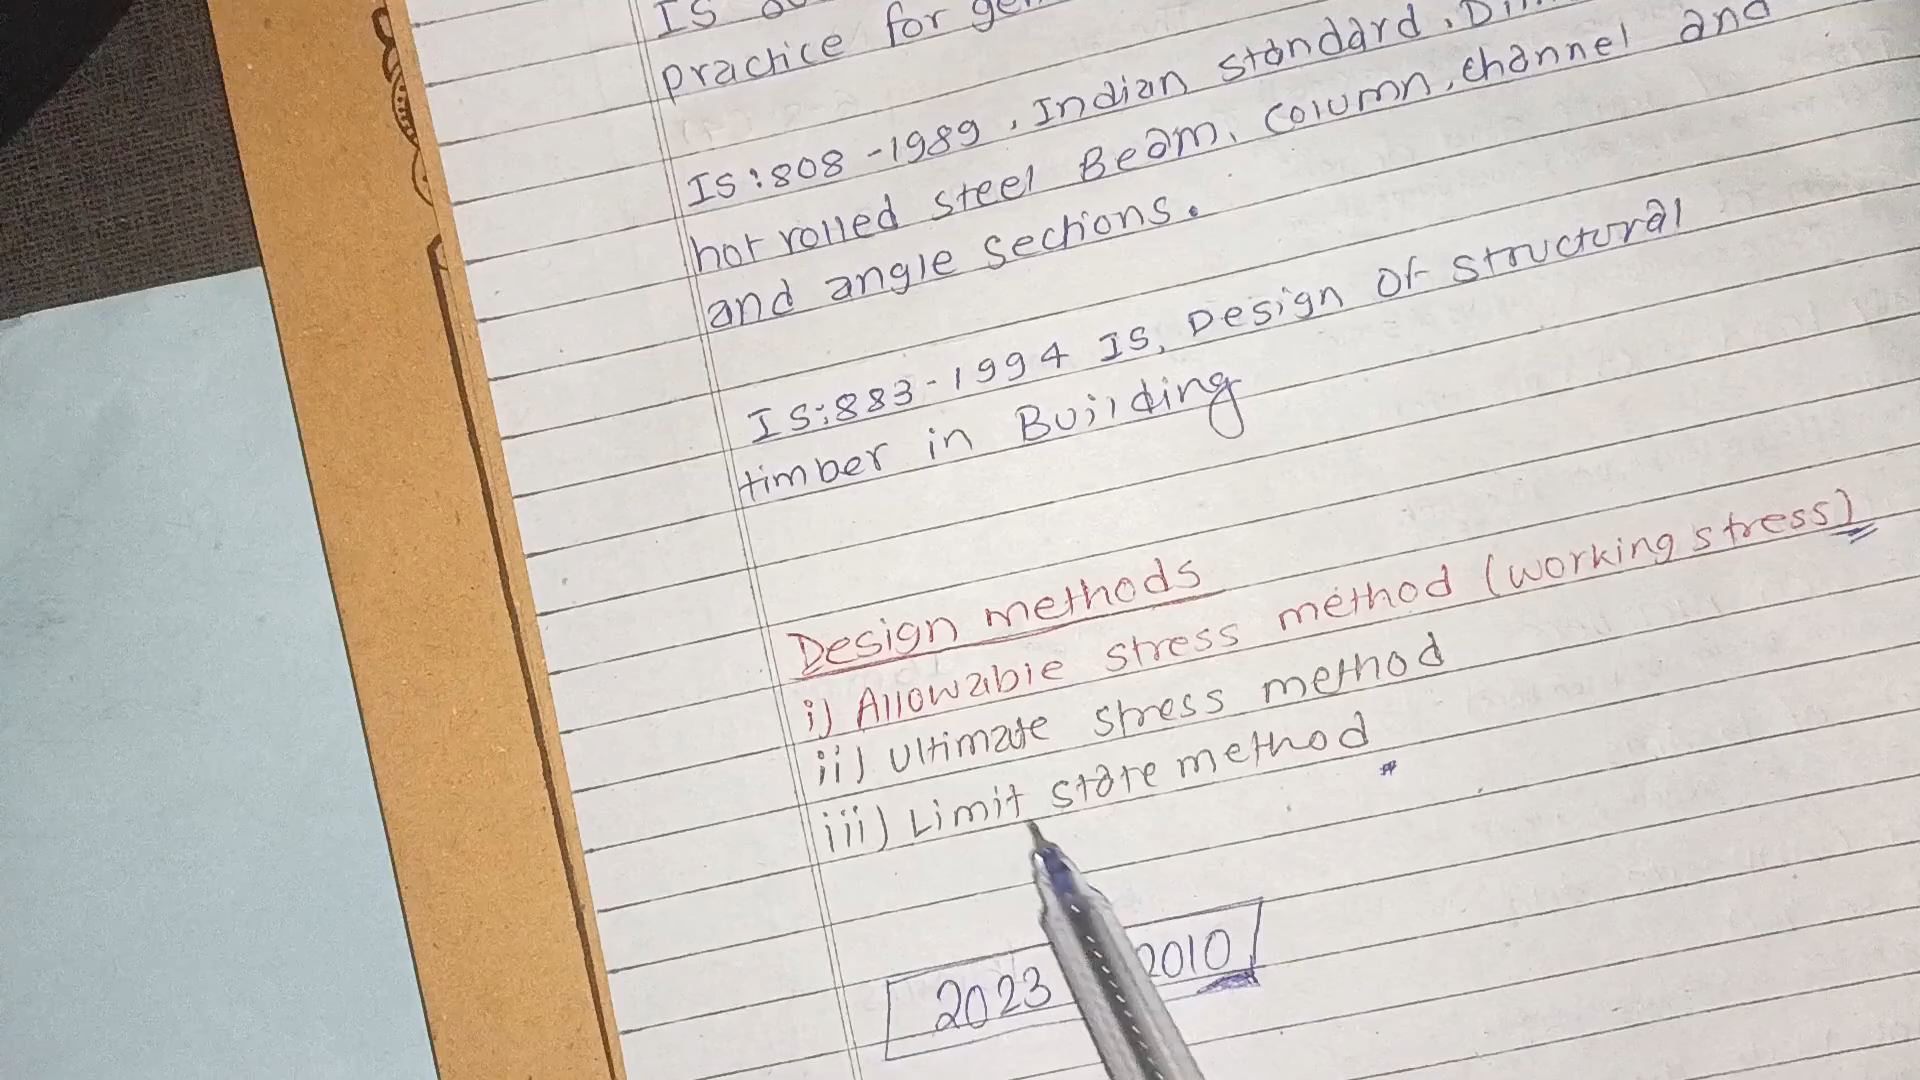 IS
practice for
IS:808-1989, Indian standard.
hot rolled steel Beam, column, channel and
and angle sections.
IS:883-1994 IS, Design Of structural
timber in Building
Design methods
i) Allowable stress method (working stress)
ii) Ultimate stress method
iii) Limit state method
2023 2010